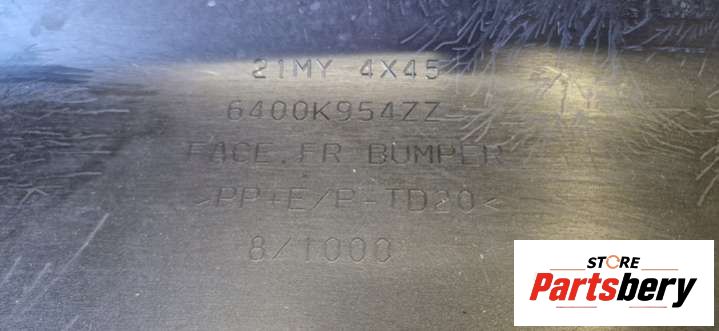 21MY 4X45
6400K954ZZ
FACE, FR BUMPER
>PP+E/P-TD20<
8/1000
STORE
Partsbery